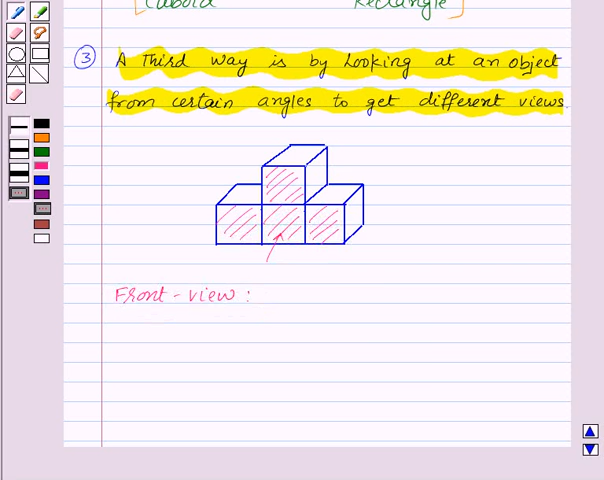 [Cuboid Rectangle]
③ A Third way is by Looking at an object
from certain angles to get different views.
Front-view: